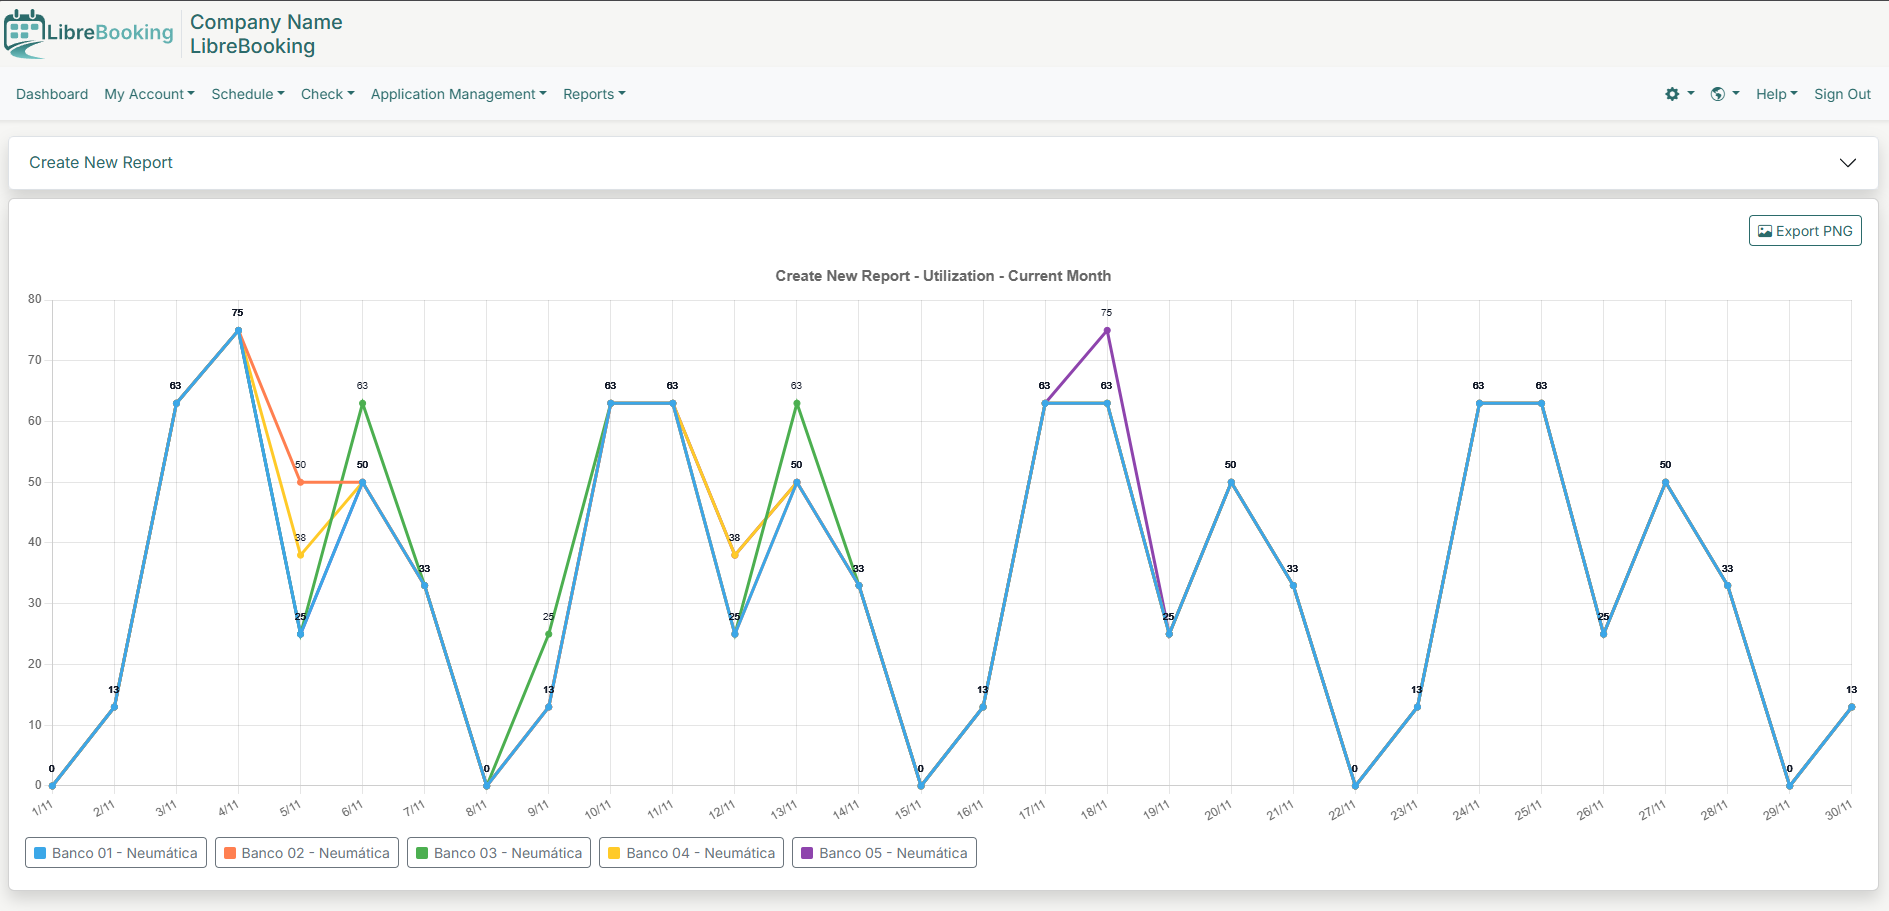 LibreBooking
Company Name
LibreBooking
Dashboard My Account Schedule Check Application Management Reports Help Sign Out
Create New Report
Export PNG
Create New Report - Utilization - Current Month
80
75 75
70
63 63 63 63 63 63 63 63 63 63
60
50 50 50 50 50
50
38 38
40
33 33 33 33
30
25 25 25 25 25
20
13 13 13 13 13
10
0 0 0 0 0
0
1/11 2/11 3/11 4/11 5/11 6/11 7/11 8/11 9/11 10/11 11/11 12/11 13/11 14/11 15/11 16/11 17/11 18/11 19/11 20/11 21/11 22/11 23/11 24/11 25/11 26/11 27/11 28/11 29/11 30/11
Banco 01 - Neumática Banco 02 - Neumática Banco 03 - Neumática Banco 04 - Neumática Banco 05 - Neumática